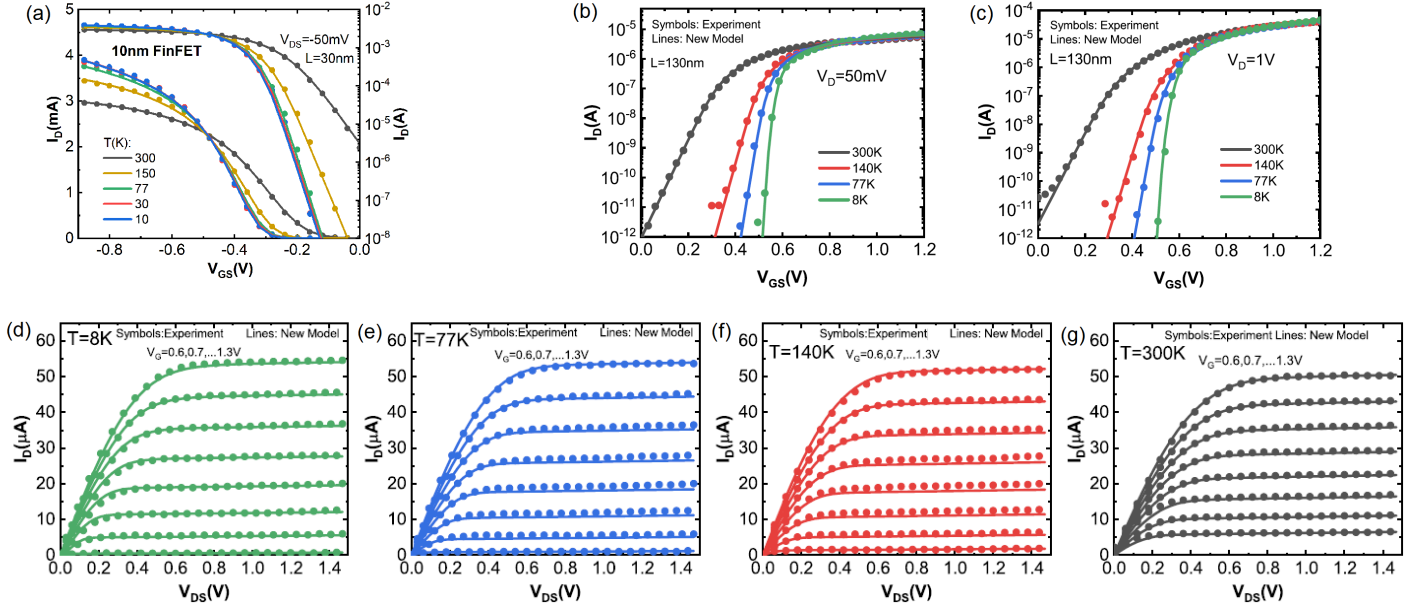 (a)
5
4
3
2
1
0
I_D(mA)
10^-2
10^-3
10^-4
10^-5
10^-6
10^-7
10^-8
I_D(A)
V_DS=-50mV
10nm FinFET
L=30nm
T(K):
300
150
77
30
10
-0.8 -0.6 -0.4 -0.2 0.0
V_GS(V)
(b)
10^-5
10^-6
10^-7
10^-8
10^-9
10^-10
10^-11
10^-12
I_D(A)
Symbols: Experiment
Lines: New Model
L=130nm
V_D=50mV
300K
140K
77K
8K
0.0 0.2 0.4 0.6 0.8 1.0 1.2
V_GS(V)
(c)
10^-4
10^-5
10^-6
10^-7
10^-8
10^-9
10^-10
10^-11
10^-12
I_D(A)
Symbols: Experiment
Lines: New Model
L=130nm
V_D=1V
300K
140K
77K
8K
0.0 0.2 0.4 0.6 0.8 1.0 1.2
V_GS(V)
(d)
60
50
40
30
20
10
0
I_D(μA)
Symbols:Experiment Lines: New Model
T=8K
V_G=0.6,0.7,...1.3V
0.0 0.2 0.4 0.6 0.8 1.0 1.2 1.4
V_DS(V)
(e)
60
50
40
30
20
10
0
I_D(μA)
Symbols:Experiment Lines: New Model
T=77K
V_G=0.6,0.7,...1.3V
0.0 0.2 0.4 0.6 0.8 1.0 1.2 1.4
V_DS(V)
(f)
60
50
40
30
20
10
0
I_D(μA)
Symbols:Experiment Lines: New Model
T=140K
V_G=0.6,0.7,...1.3V
0.0 0.2 0.4 0.6 0.8 1.0 1.2 1.4
V_DS(V)
(g)
60
50
40
30
20
10
0
I_D(μA)
Symbols:Experiment Lines: New Model
T=300K
V_G=0.6,0.7,...1.3V
0.0 0.2 0.4 0.6 0.8 1.0 1.2 1.4
V_DS(V)